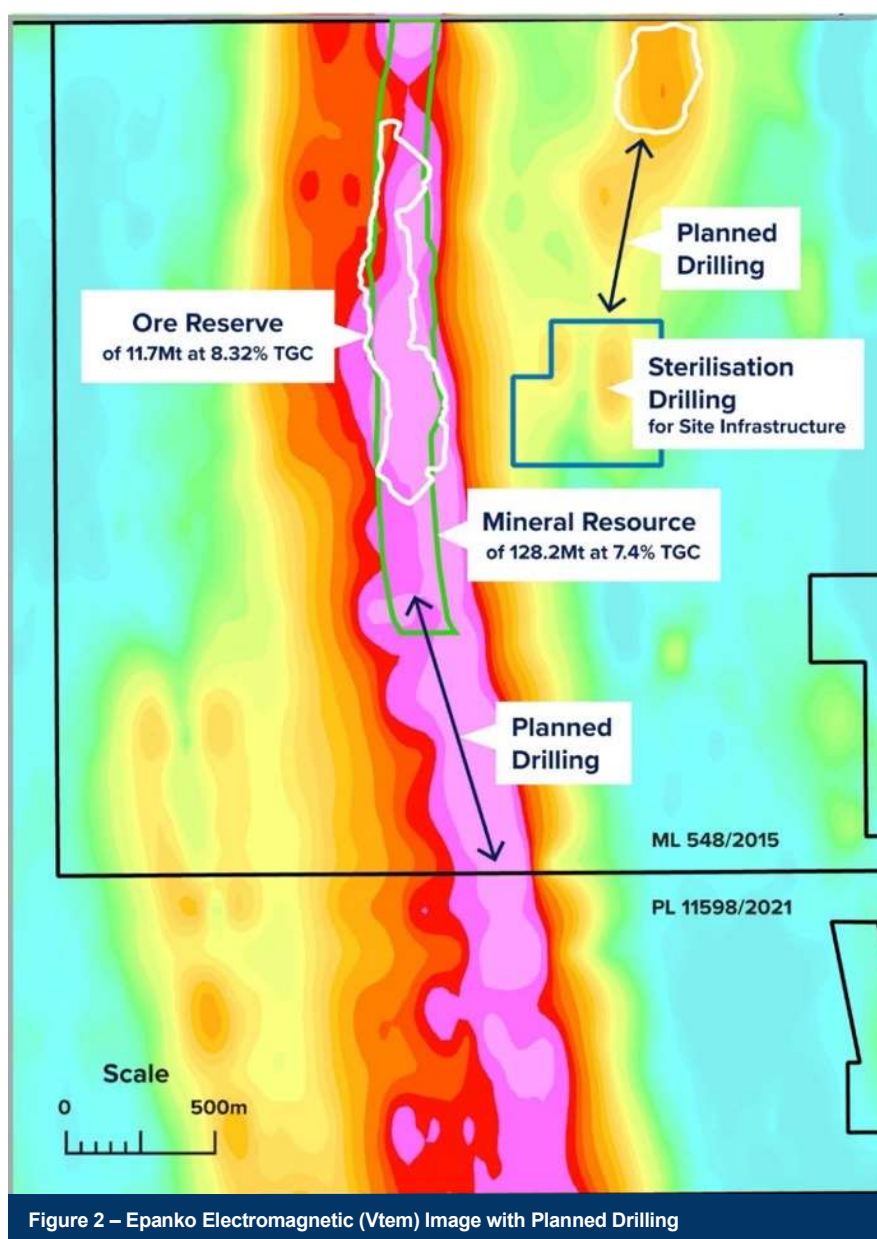 Planned
Drilling
Ore Reserve
of 11.7Mt at 8.32% TGC
Sterilisation
Drilling
for Site Infrastructure
Mineral Resource
of 128.2Mt at 7.4% TGC
Planned
Drilling
ML 548/2015
PL 11598/2021
Scale
0 500m
Figure 2 – Epanko Electromagnetic (Vtem) Image with Planned Drilling